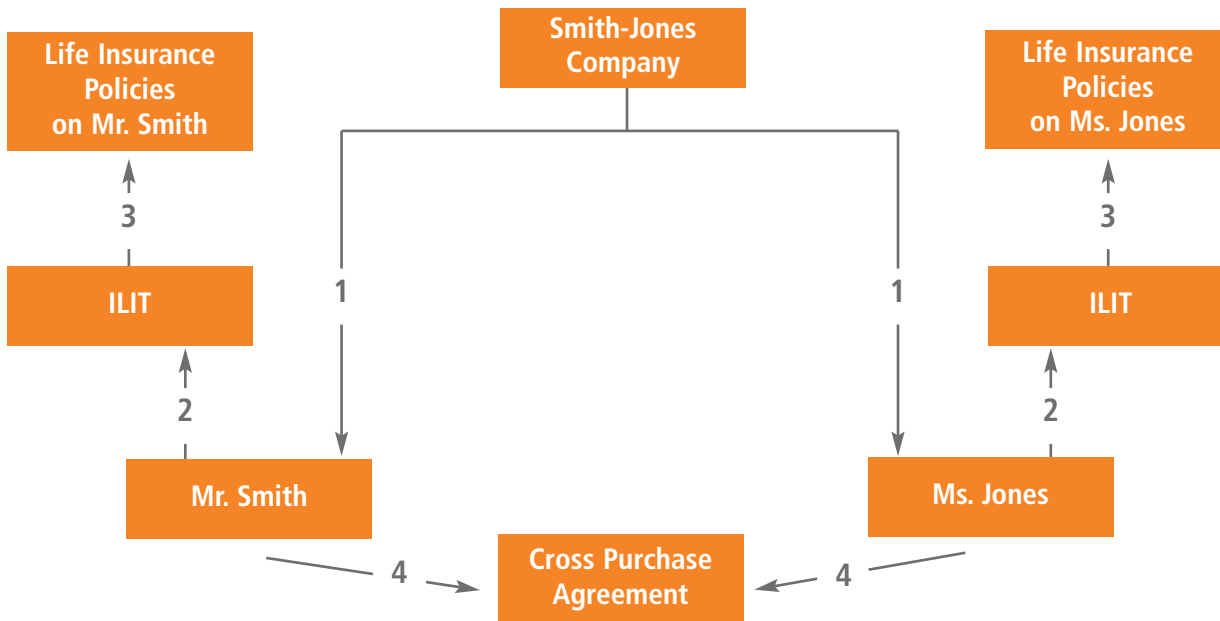 Smith-Jones
Company
Life Insurance
Policies
on Mr. Smith
Life Insurance
Policies
on Ms. Jones
3
3
ILIT
1
1
ILIT
2
2
Mr. Smith
Ms. Jones
4
Cross Purchase
Agreement
4